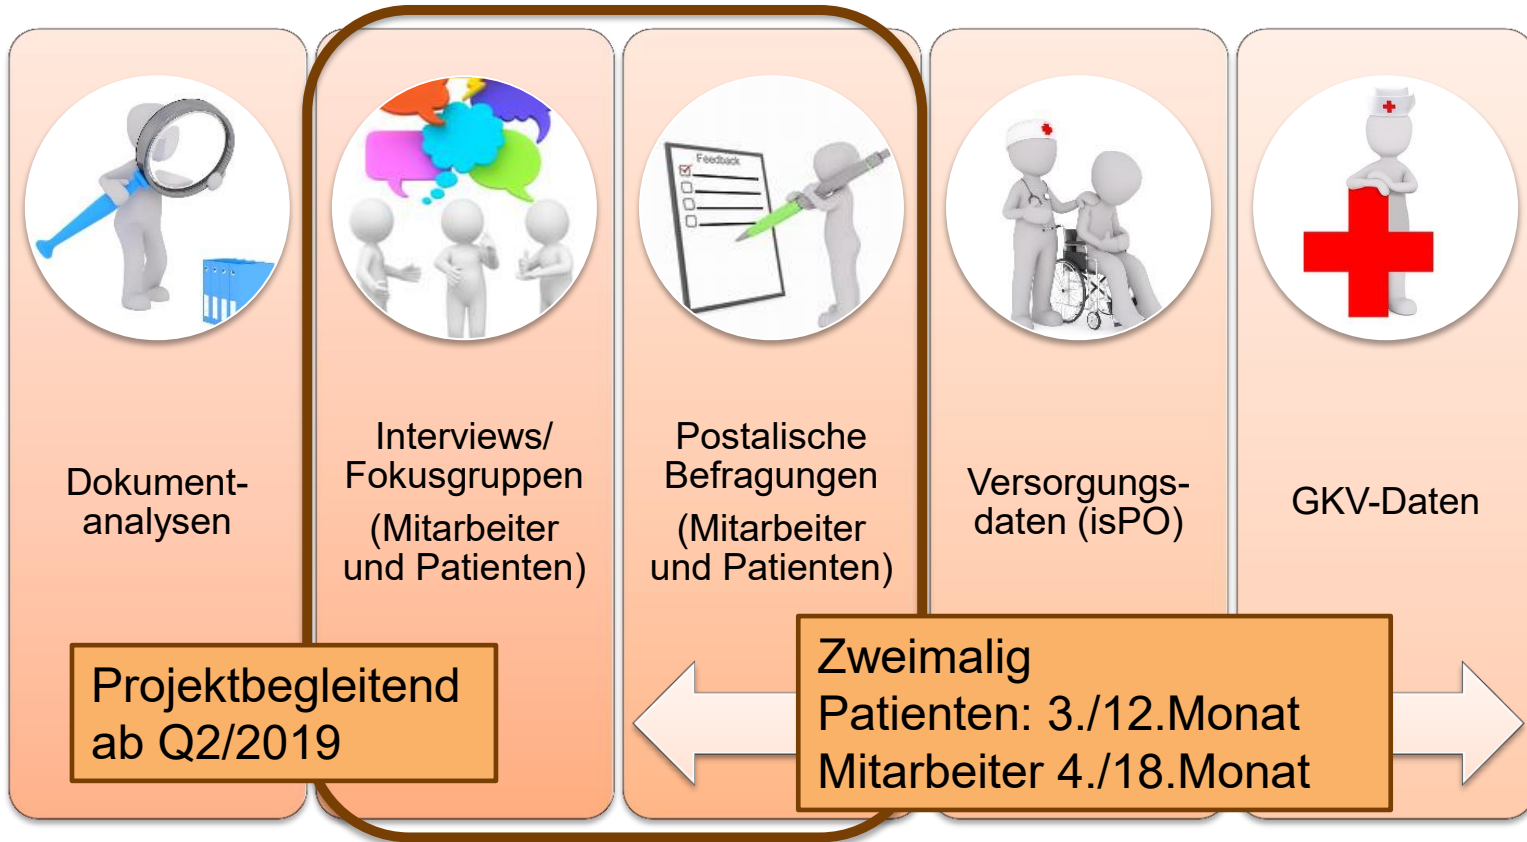 Feedback
Dokument-
analysen
Interviews/
Fokusgruppen
(Mitarbeiter
und Patienten)
Postalische
Befragungen
(Mitarbeiter
und Patienten)
Versorgungs-
daten (isPO)
GKV-Daten
Projektbegleitend
ab Q2/2019
Zweimalig
Patienten: 3./12.Monat
Mitarbeiter 4./18.Monat